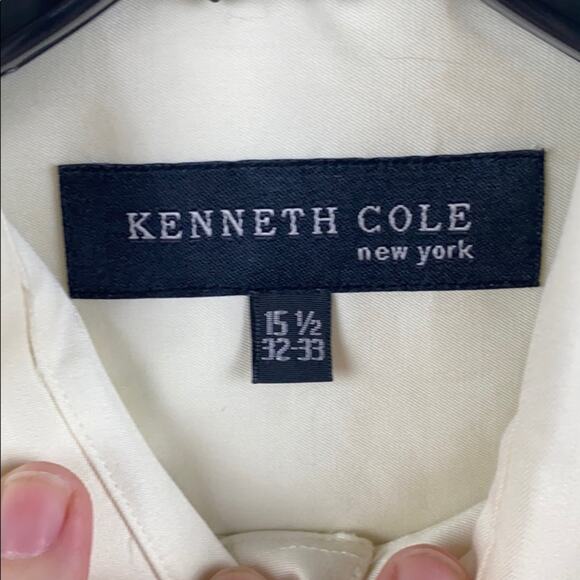 KENNETH COLE
new york
15 ½
32-33